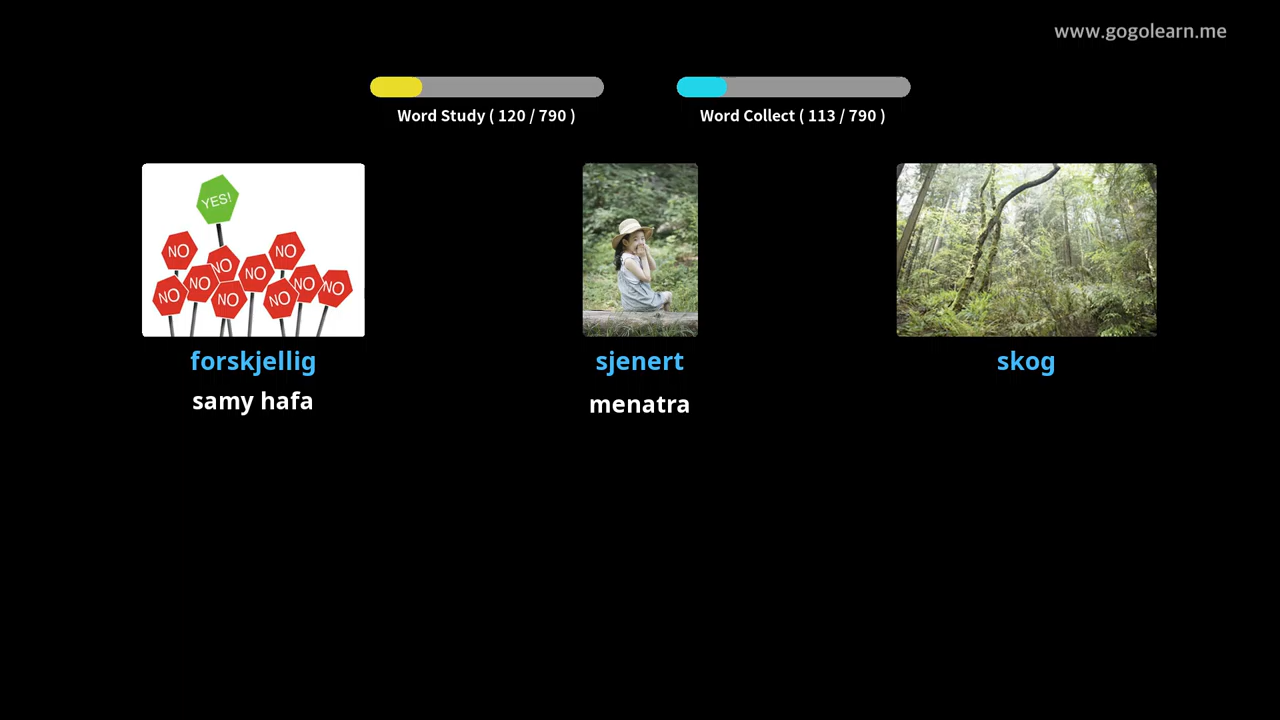 www.gogolearn.me
Word Study ( 120 / 790 )
Word Collect ( 113 / 790 )
YES!
NO
NO
NO
NO
NO
NO
NO
NO
NO
NO
forskjellig
sjenert
skog
samy hafa
menatra